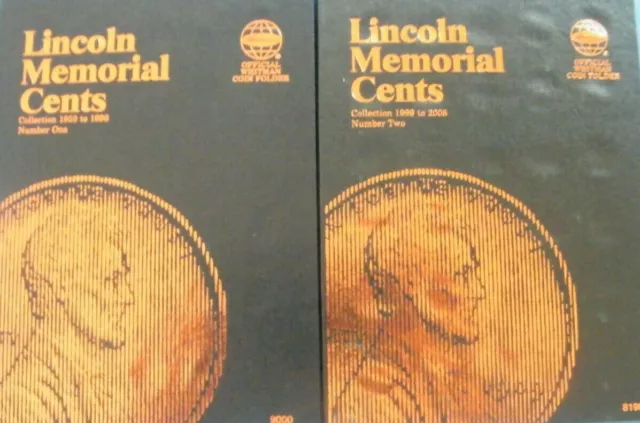 Lincoln
Memorial
Cents
Collection 1959 to 1998
Number One
OFFICIAL
WHITMAN
COIN FOLDER
9000
Lincoln
Memorial
Cents
Collection 1999 to 2008
Number Two
OFFICIAL
WHITMAN
COIN FOLDER